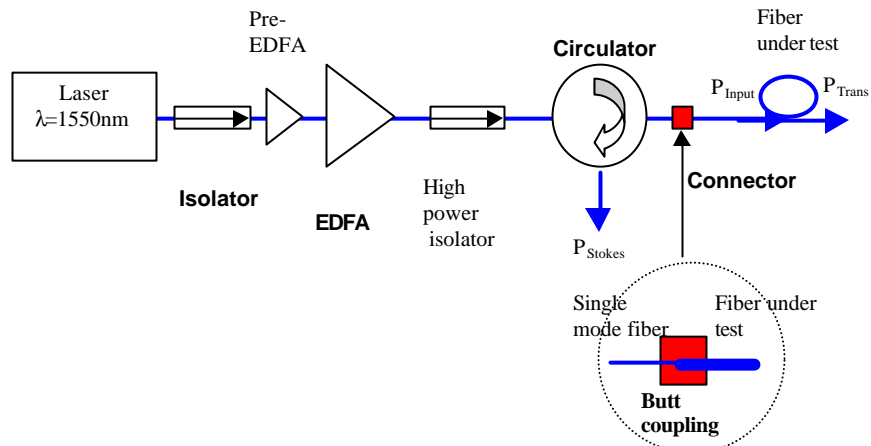 Pre-
EDFA
Laser
λ=1550nm
Isolator
EDFA
High
power
isolator
Circulator
P_Stokes
Fiber
under test
P_Input
P_Trans
Connector
Single
mode fiber
Fiber under
test
Butt
coupling